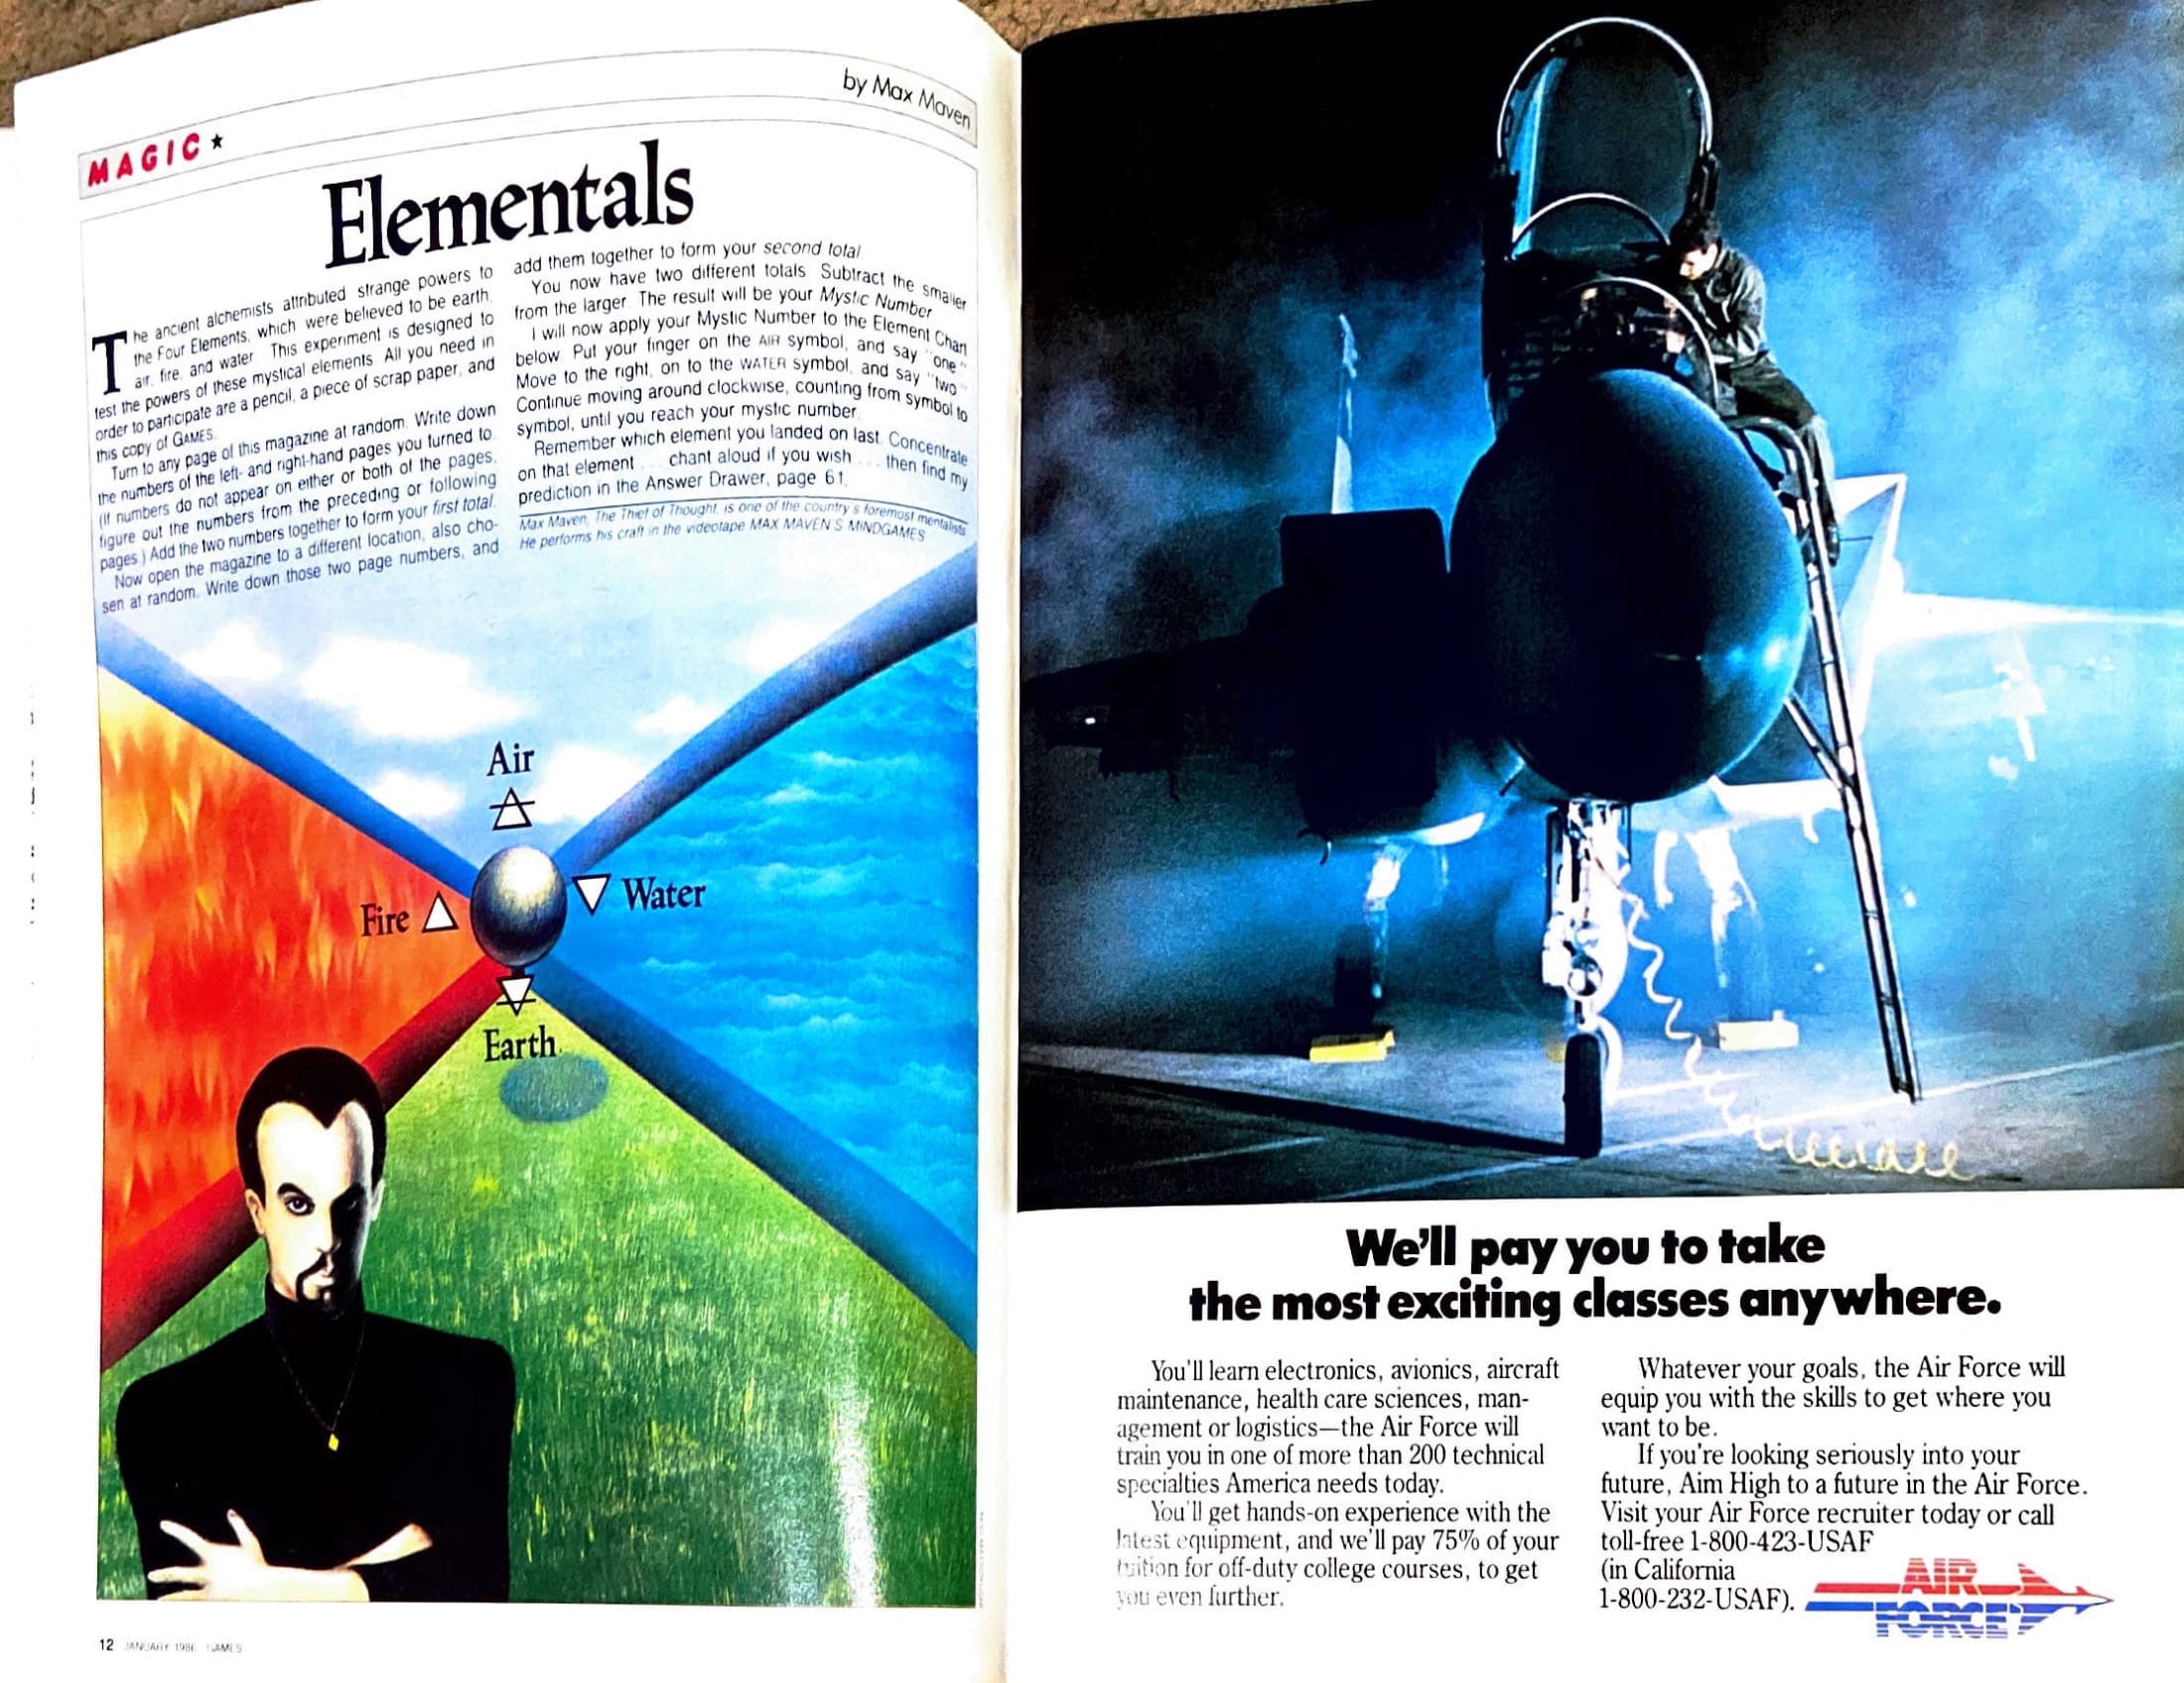 MAGIC ★
by Max Maven
Elementals
The ancient alchemists attributed strange powers to
the Four Elements, which were believed to be earth,
air, fire, and water. This experiment is designed to
test the powers of these mystical elements. All you need in
order to participate are a pencil, a piece of scrap paper, and
this copy of GAMES.
Turn to any page of this magazine at random. Write down
the numbers of the left- and right-hand pages you turned to.
(If numbers do not appear on either or both of the pages,
figure out the numbers from the preceding or following
pages.) Add the two numbers together to form your first total.
Now open the magazine to a different location, also cho-
sen at random. Write down those two page numbers, and
add them together to form your second total
You now have two different totals. Subtract the smaller
from the larger. The result will be your Mystic Number
I will now apply your Mystic Number to the Element Chart
below. Put your finger on the AIR symbol, and say "one."
Move to the right, on to the WATER symbol, and say "two."
Continue moving around clockwise, counting from symbol to
symbol, until you reach your mystic number.
Remember which element you landed on last. Concentrate
on that element . . . chant aloud if you wish . . . then find my
prediction in the Answer Drawer, page 61.
Max Maven, The Thief of Thought, is one of the country's foremost mentalists
He performs his craft in the videotape MAX MAVEN'S MINDGAMES
Air
Fire
Water
Earth
12 JANUARY 1986 GAMES
We'll pay you to take
the most exciting classes anywhere.
You'll learn electronics, avionics, aircraft
maintenance, health care sciences, man-
agement or logistics—the Air Force will
train you in one of more than 200 technical
specialties America needs today.
You'll get hands-on experience with the
latest equipment, and we'll pay 75% of your
tuition for off-duty college courses, to get
you even further.
Whatever your goals, the Air Force will
equip you with the skills to get where you
want to be.
If you're looking seriously into your
future, Aim High to a future in the Air Force.
Visit your Air Force recruiter today or call
toll-free 1-800-423-USAF
(in California
1-800-232-USAF).
AIR
FORCE